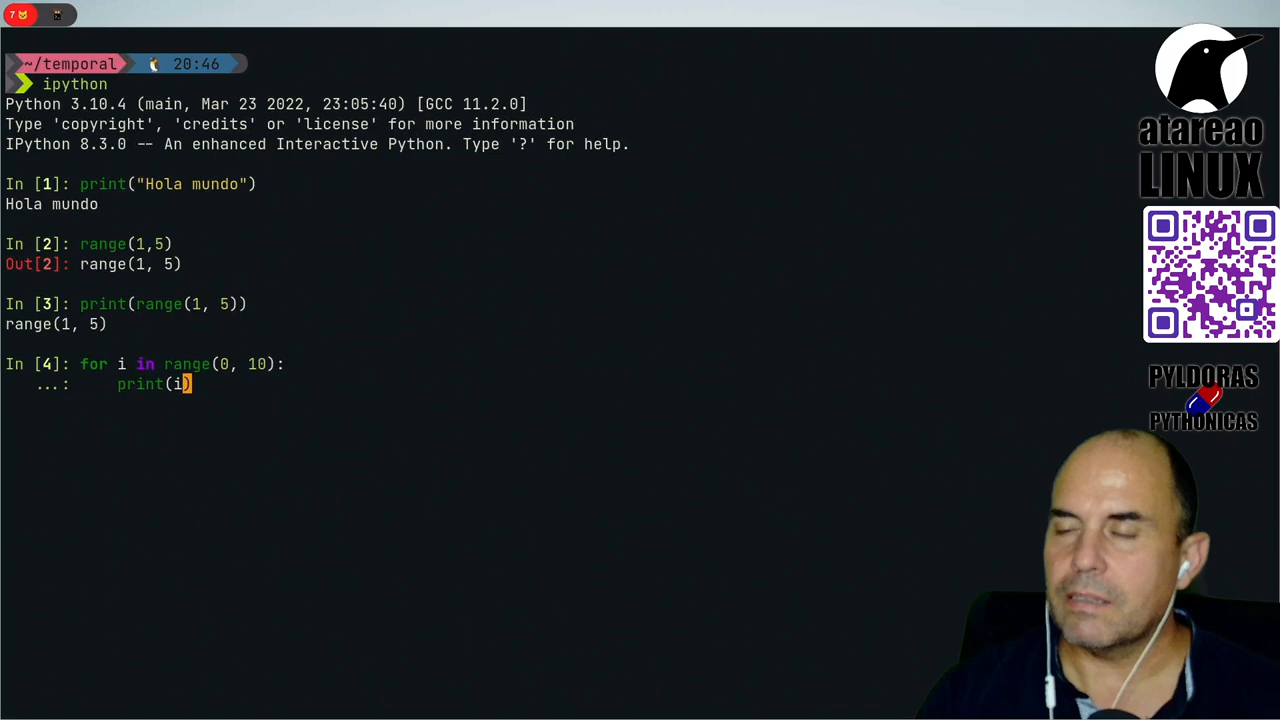 7
~/temporal 20:46
ipython
Python 3.10.4 (main, Mar 23 2022, 23:05:40) [GCC 11.2.0]
Type 'copyright', 'credits' or 'license' for more information
IPython 8.3.0 -- An enhanced Interactive Python. Type '?' for help.
In [1]: print("Hola mundo")
Hola mundo
In [2]: range(1,5)
Out[2]: range(1, 5)
In [3]: print(range(1, 5))
range(1, 5)
In [4]: for i in range(0, 10):
...: print(i)
atareao
LINUX
PYLDORAS
PYTHONICAS